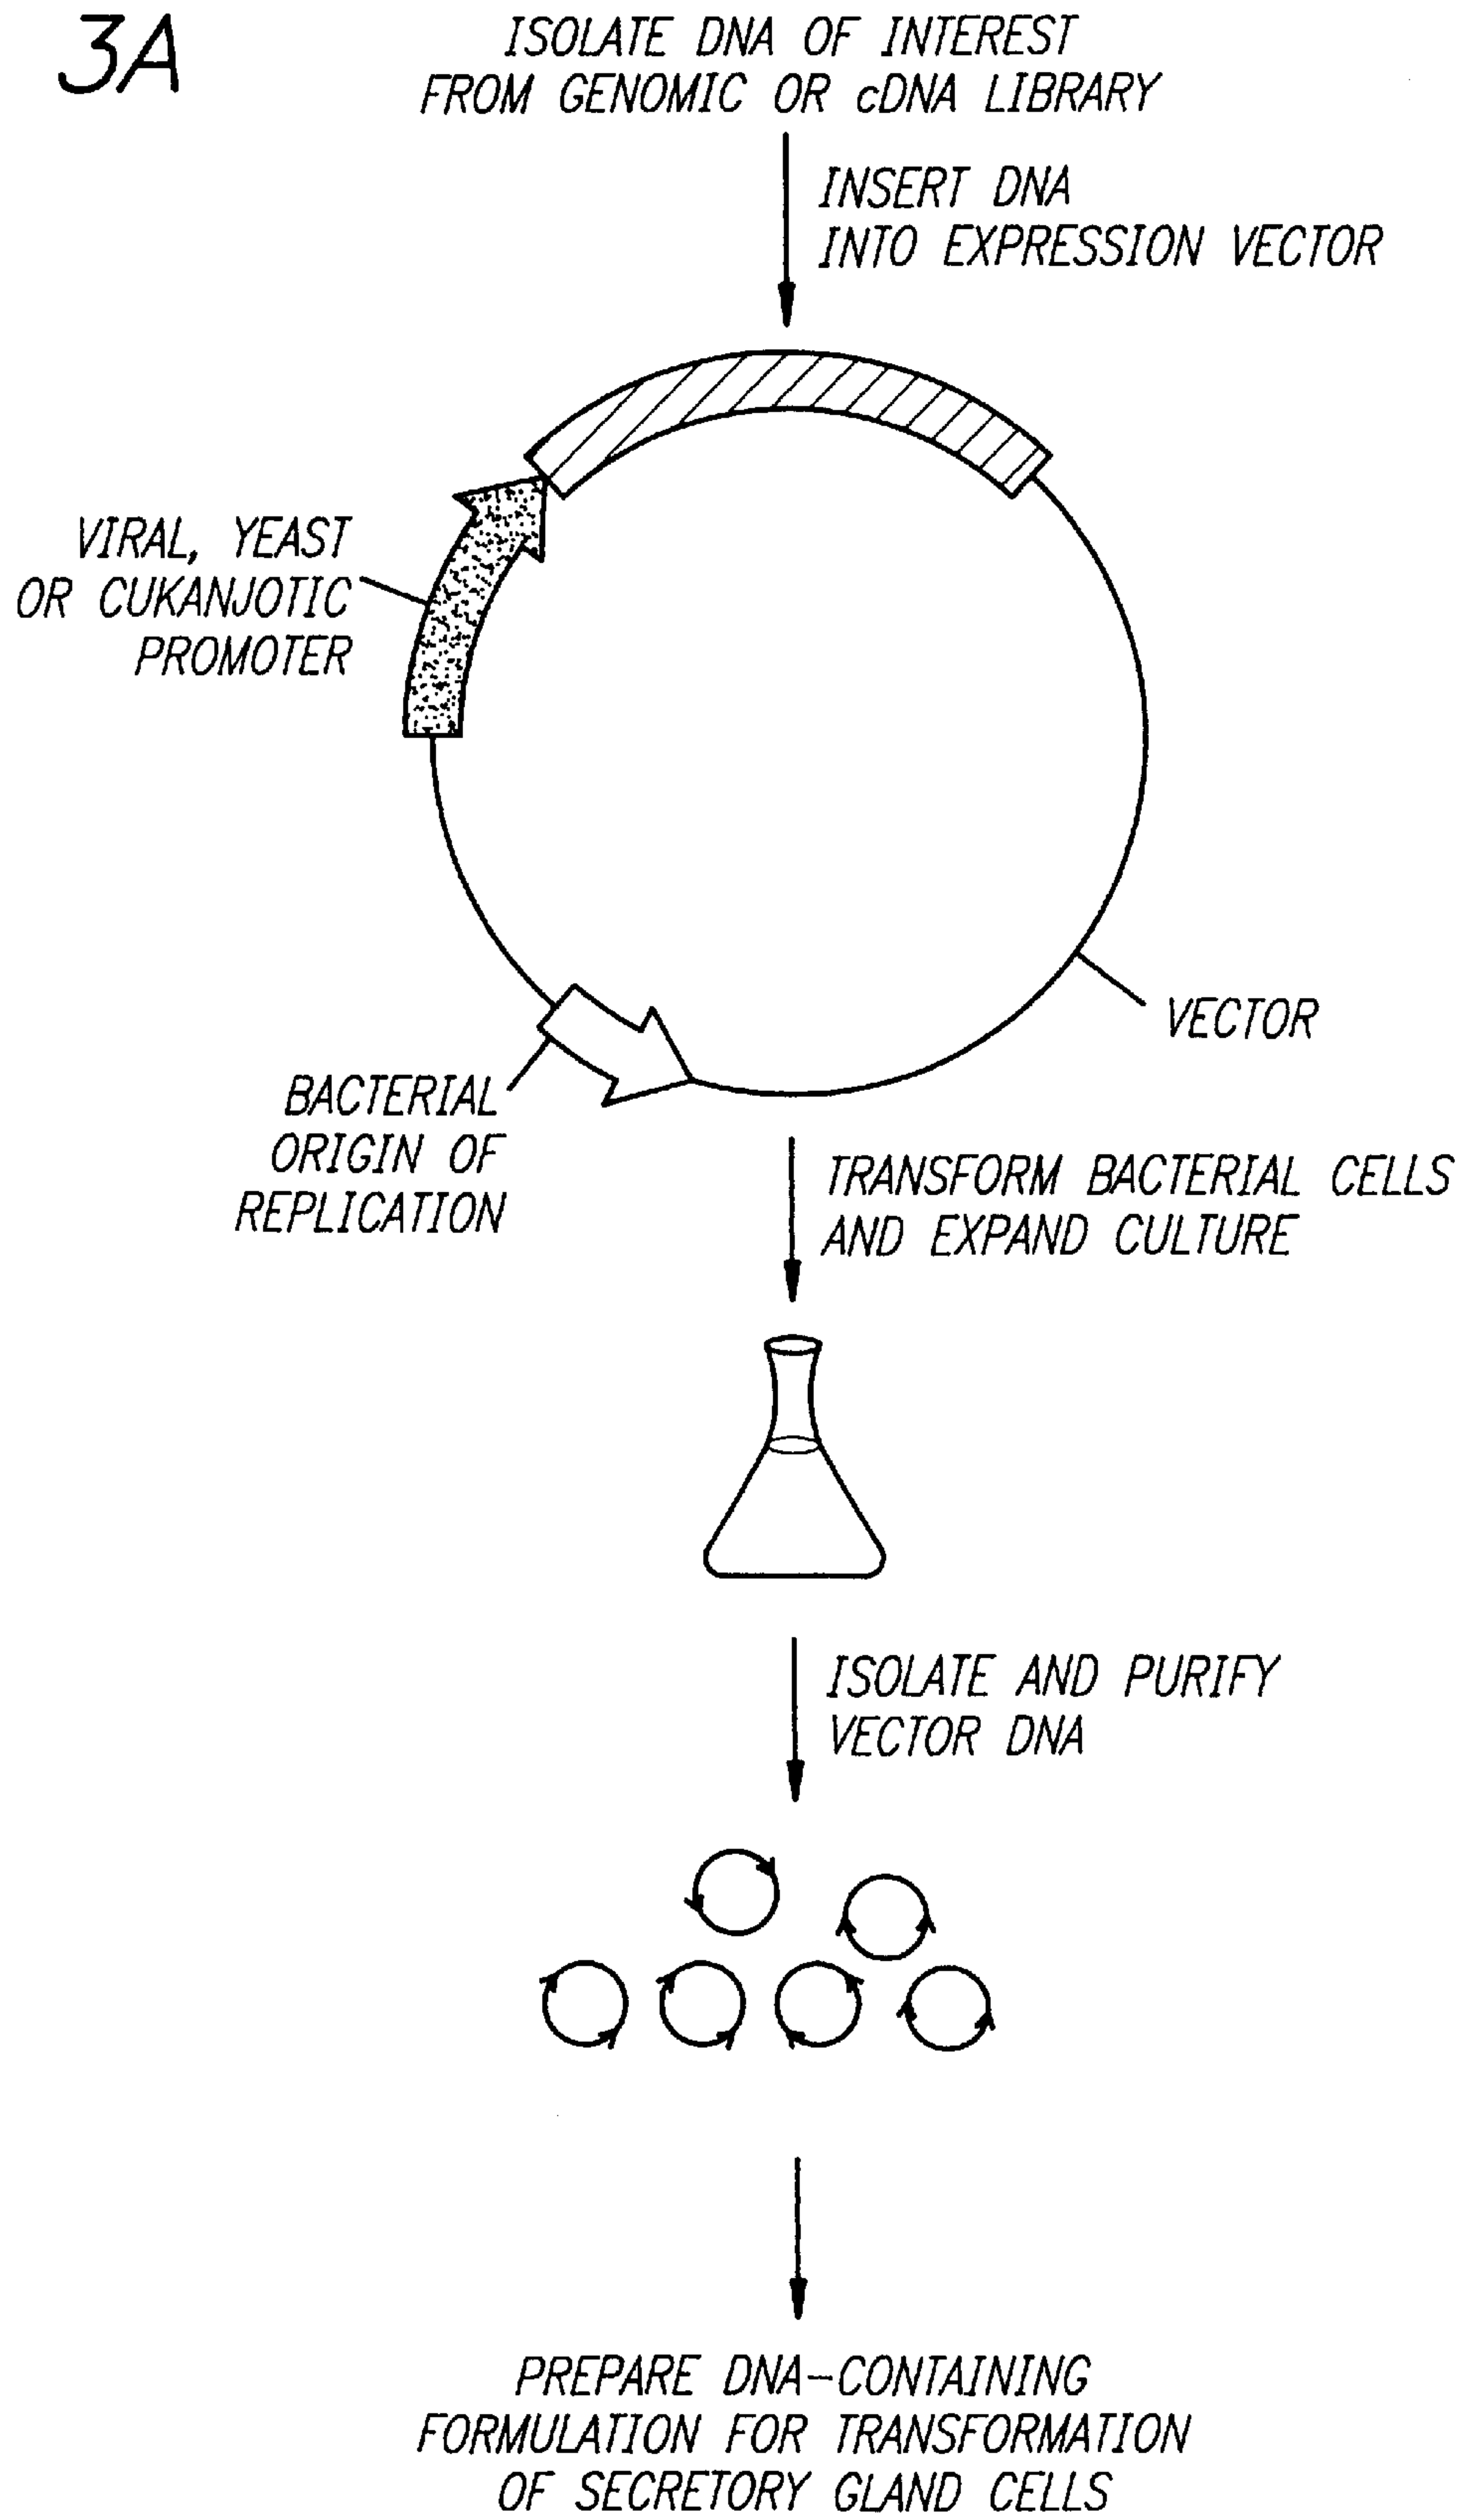 3A
ISOLATE DNA OF INTEREST
FROM GENOMIC OR cDNA LIBRARY
INSERT DNA
INTO EXPRESSION VECTOR
VIRAL, YEAST
OR CUKANJOTIC
PROMOTER
VECTOR
BACTERIAL
ORIGIN OF
REPLICATION
TRANSFORM BACTERIAL CELLS
AND EXPAND CULTURE
ISOLATE AND PURIFY
VECTOR DNA
PREPARE DNA-CONTAINING
FORMULATION FOR TRANSFORMATION
OF SECRETORY GLAND CELLS